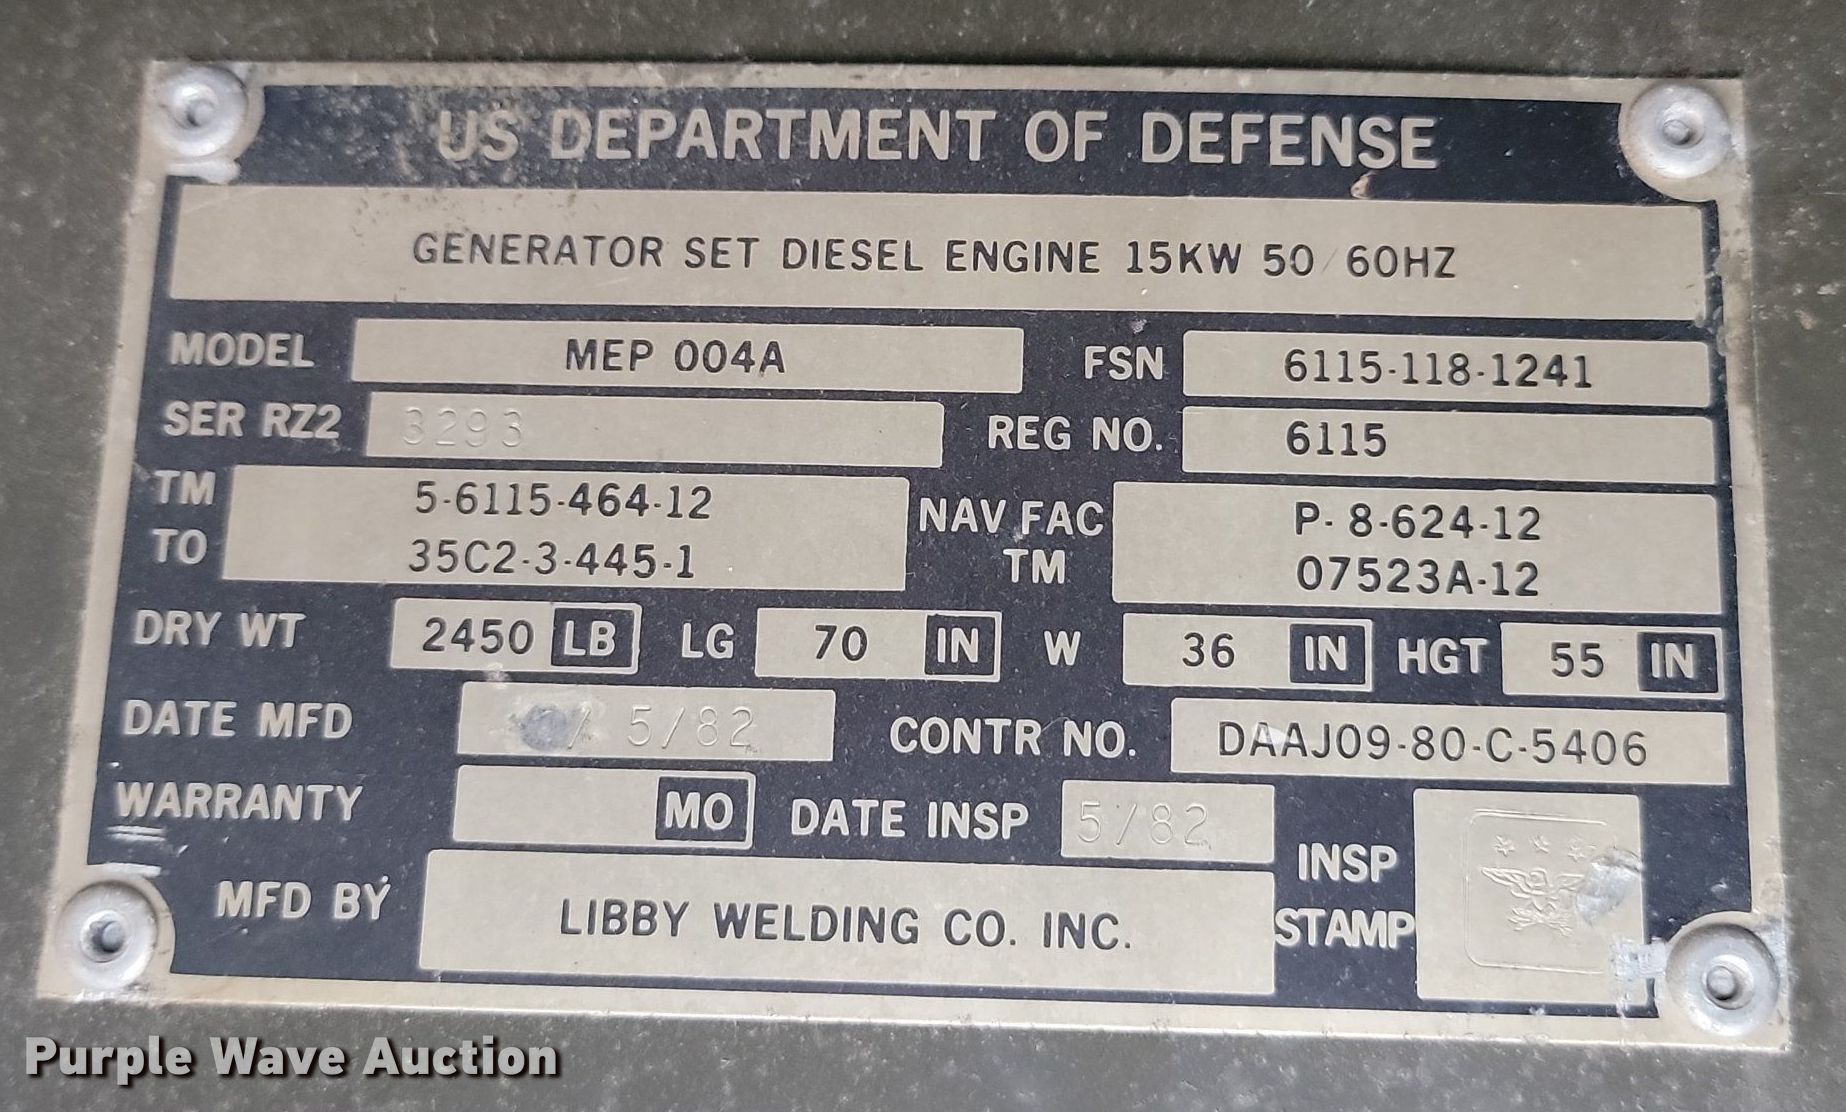 US DEPARTMENT OF DEFENSE
GENERATOR SET DIESEL ENGINE 15KW 50/60HZ
MODEL MEP 004A FSN 6115-118-1241
SER RZ2 3293 REG NO. 6115
TM 5-6115-464-12 NAV FAC P-8-624-12
TO 35C2-3-445-1 TM 07523A-12
DRY WT 2450 LB LG 70 IN W 36 IN HGT 55 IN
DATE MFD 5/82 CONTR NO. DAAJ09-80-C-5406
WARRANTY MO DATE INSP 5/82 INSP STAMP
MFD BY LIBBY WELDING CO. INC.
Purple Wave Auction